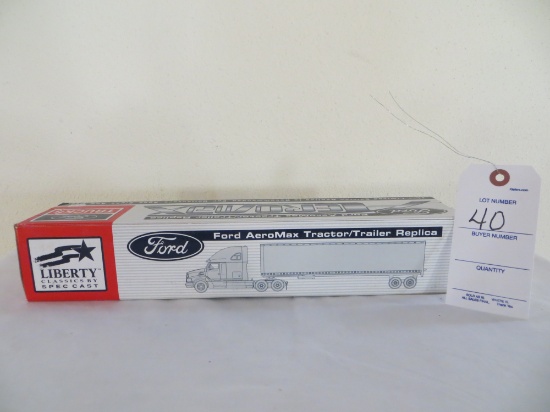 LIBERTY
CLASSICS BY
SPEC CAST
Ford
Ford AeroMax Tractor/Trailer Replica
LOT NUMBER
40
BUYER NUMBER
QUANTITY